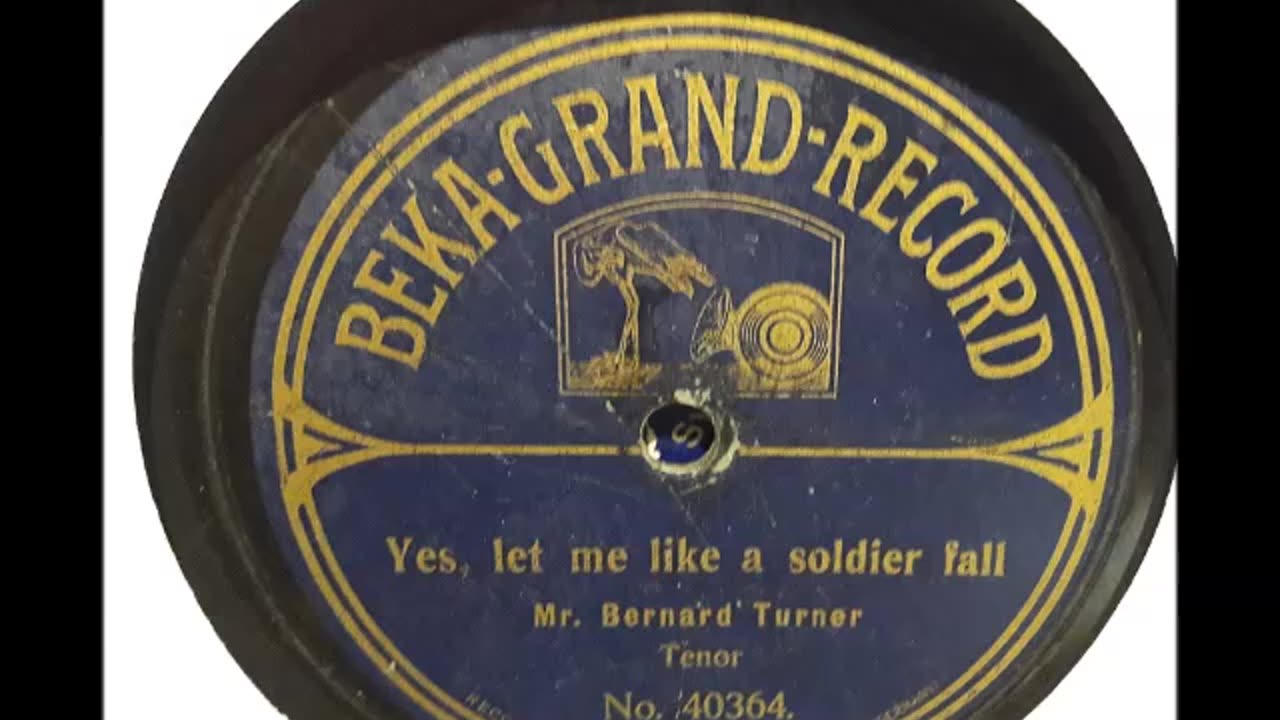 BEKA-GRAND-RECORD
Yes, let me like a soldier fall
Mr. Bernard Turner
Tenor
No. 40364.